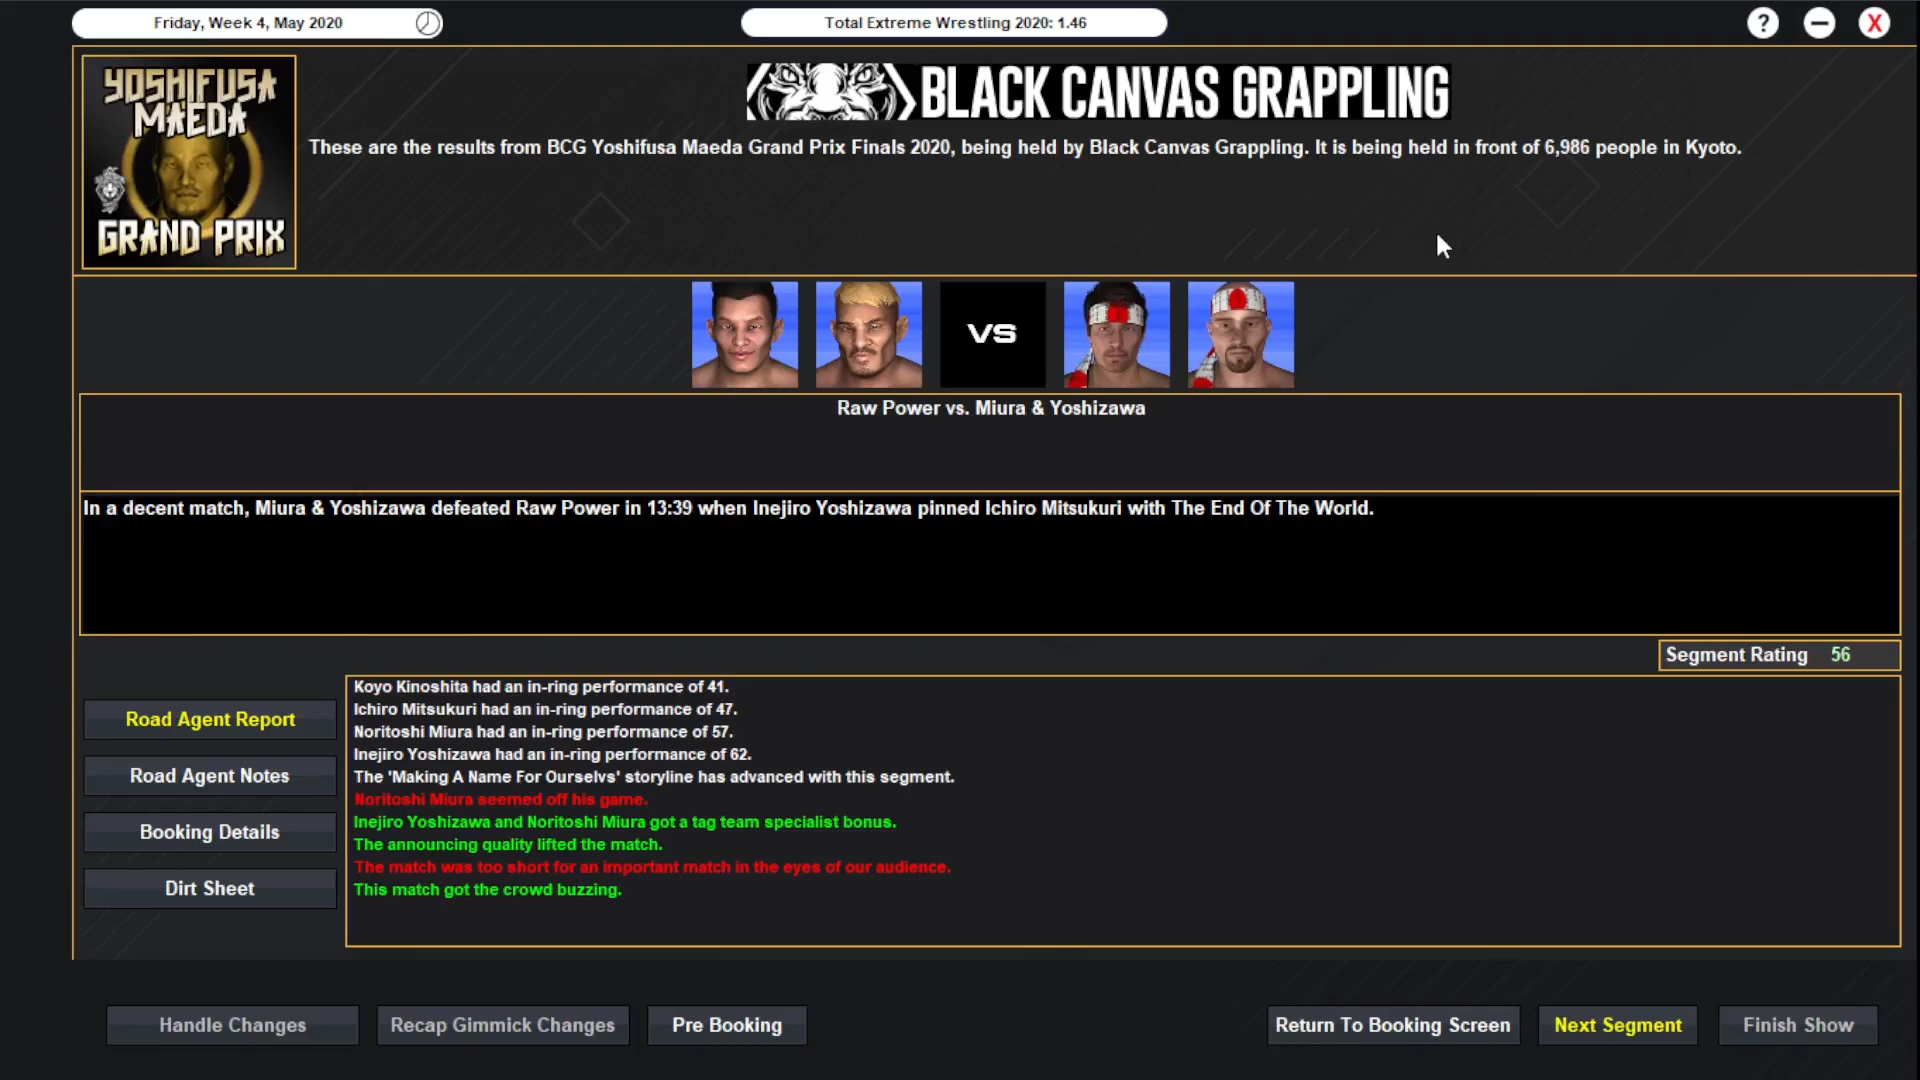 Friday, Week 4, May 2020
Total Extreme Wrestling 2020: 1.46
?
X
YOSHIFUSA
MAEDA
GRAND PRIX
BLACK CANVAS GRAPPLING
These are the results from BCG Yoshifusa Maeda Grand Prix Finals 2020, being held by Black Canvas Grappling. It is being held in front of 6,986 people in Kyoto.
VS
Raw Power vs. Miura & Yoshizawa
In a decent match, Miura & Yoshizawa defeated Raw Power in 13:39 when Inejiro Yoshizawa pinned Ichiro Mitsukuri with The End Of The World.
Segment Rating 56
Road Agent Report
Road Agent Notes
Booking Details
Dirt Sheet
Koyo Kinoshita had an in-ring performance of 41.
Ichiro Mitsukuri had an in-ring performance of 47.
Noritoshi Miura had an in-ring performance of 57.
Inejiro Yoshizawa had an in-ring performance of 62.
The 'Making A Name For Ourselvs' storyline has advanced with this segment.
Noritoshi Miura seemed off his game.
Inejiro Yoshizawa and Noritoshi Miura got a tag team specialist bonus.
The announcing quality lifted the match.
The match was too short for an important match in the eyes of our audience.
This match got the crowd buzzing.
Handle Changes
Recap Gimmick Changes
Pre Booking
Return To Booking Screen
Next Segment
Finish Show